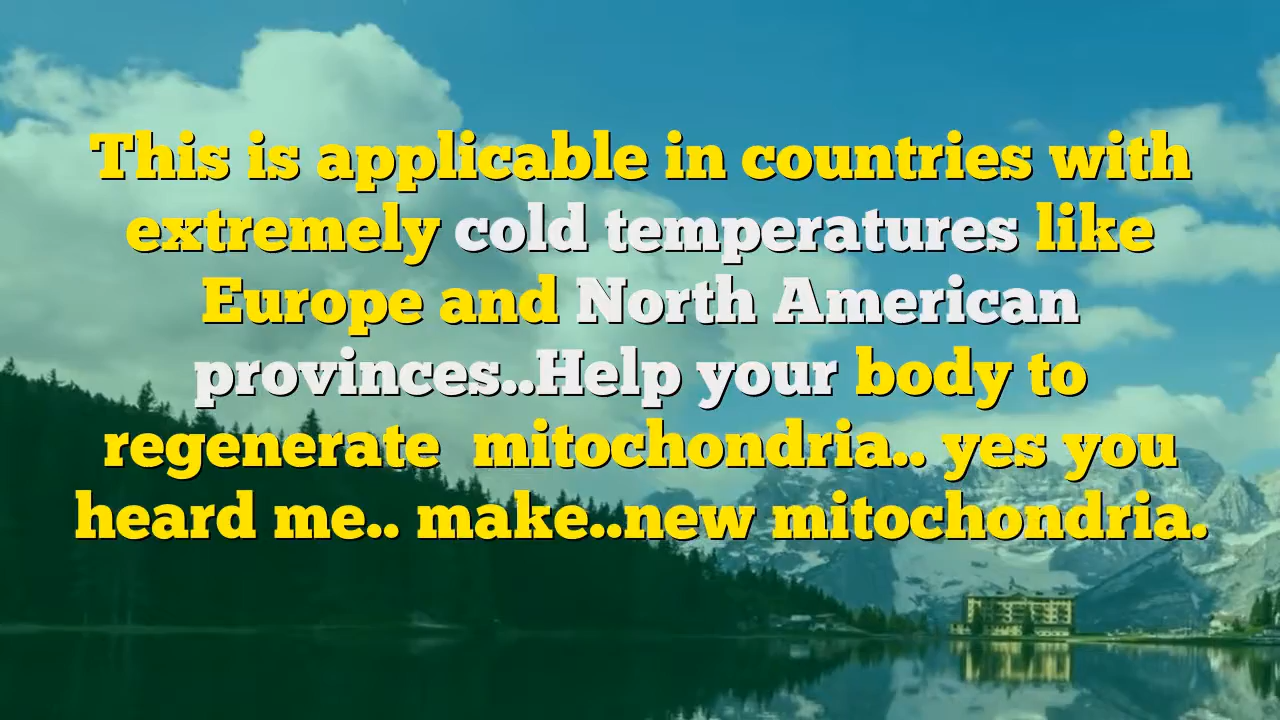 This is applicable in countries with
extremely cold temperatures like
Europe and North American
provinces..Help your body to
regenerate  mitochondria.. yes you
heard me.. make..new mitochondria.